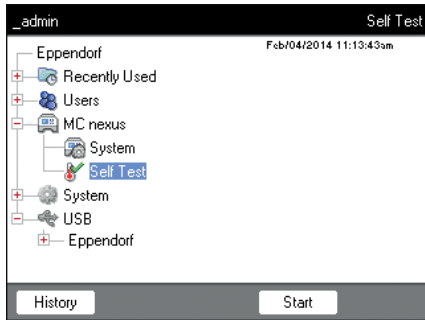 _admin Self Test
Eppendorf Feb/04/2014 11:13:43am
Recently Used
Users
MC nexus
System
Self Test
System
USB
Eppendorf
History Start